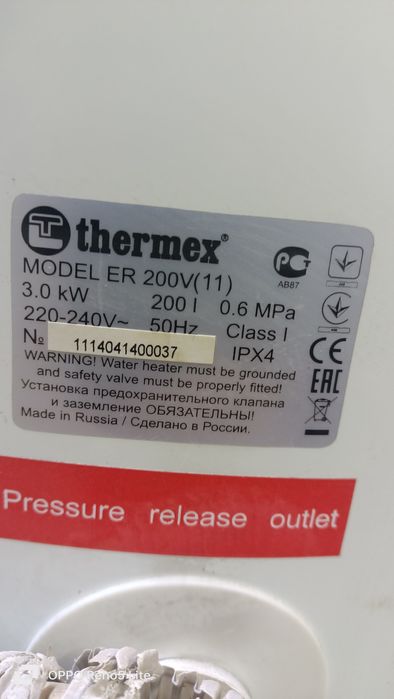 thermex®
MODEL ER 200V(11)
3.0 kW 200 l 0.6 MPa
220-240V~ 50Hz Class I
№ 1114041400037 IPX4
WARNING! Water heater must be grounded
and safety valve must be properly fitted!
Установка предохранительного клапана
и заземление ОБЯЗАТЕЛЬНЫ!
Made in Russia / Сделано в России.
РСТ
АВ87
CE
EAC
Pressure release outlet
OPPO Reno5 Lite